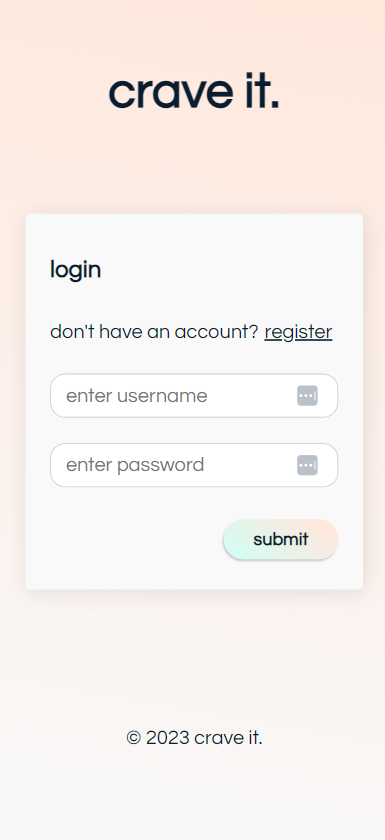 crave it.
login
don't have an account? register
enter username
enter password
submit
© 2023 crave it.